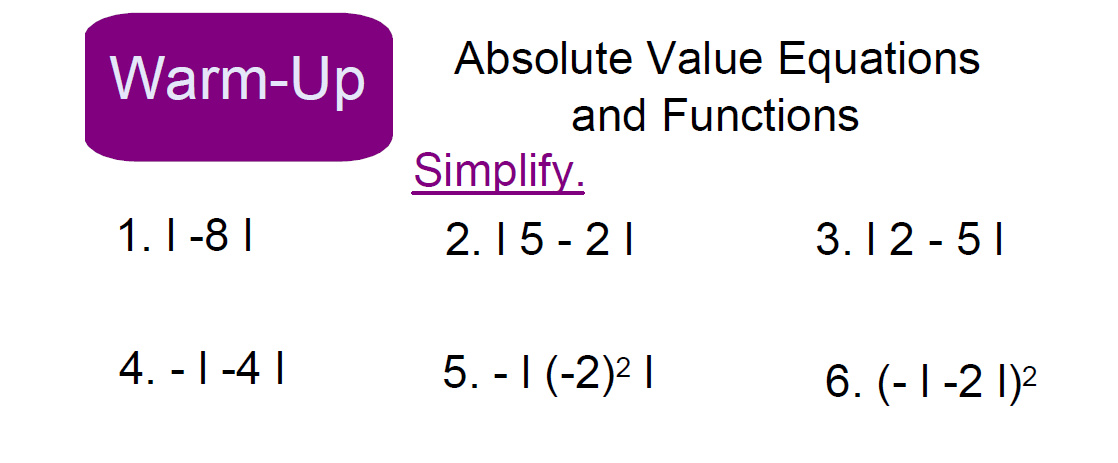 Warm-Up
Absolute Value Equations
and Functions
Simplify.
1. l -8 l
2. l 5 - 2 l
3. l 2 - 5 l
4. - l -4 l
5. - l (-2)² l
6. (- l -2 l)²